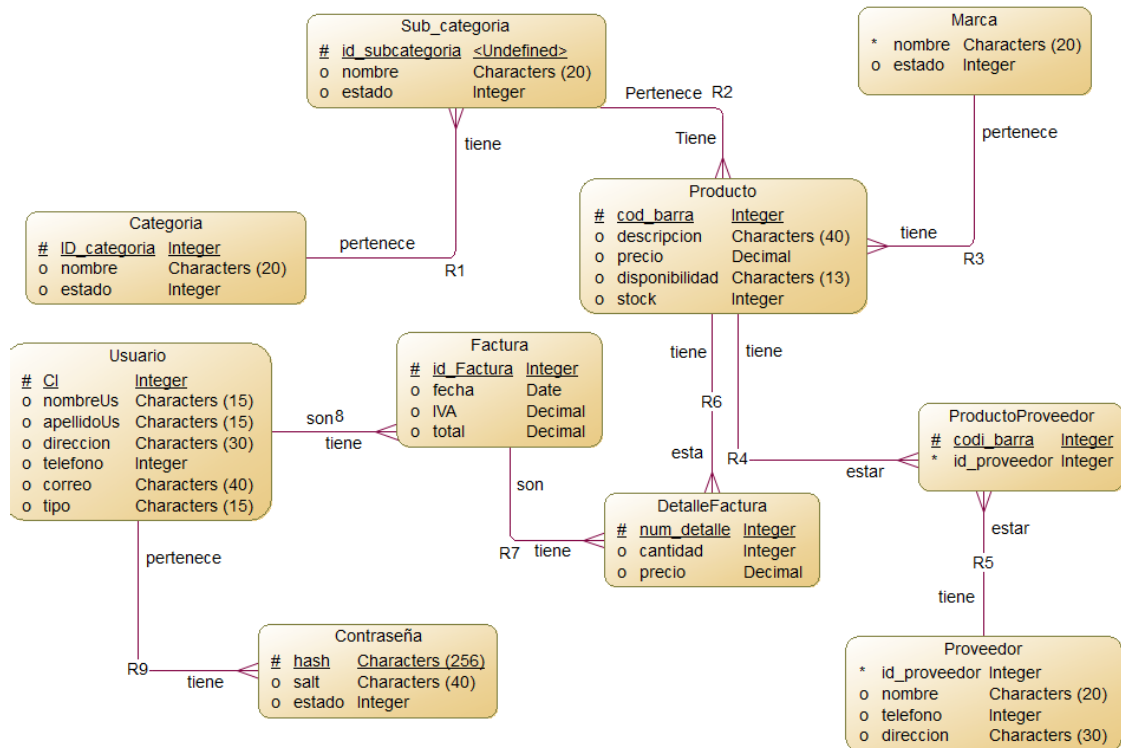 Sub_categoria
# id_subcategoria <Undefined>
o nombre Characters (20)
o estado Integer
Marca
* nombre Characters (20)
o estado Integer
Pertenece R2
Tiene
tiene
pertenece
Producto
# cod_barra Integer
o descripcion Characters (40)
o precio Decimal
o disponibilidad Characters (13)
o stock Integer
tiene
R3
Categoria
# ID_categoria Integer
o nombre Characters (20)
o estado Integer
pertenece
R1
Usuario
# CI Integer
o nombreUs Characters (15)
o apellidoUs Characters (15)
o direccion Characters (30)
o telefono Integer
o correo Characters (40)
o tipo Characters (15)
Factura
# id_Factura Integer
o fecha Date
o IVA Decimal
o total Decimal
son8
tiene
tiene
tiene
R6
R4
esta
estar
ProductoProveedor
# codi_barra Integer
* id_proveedor Integer
son
R7
tiene
DetalleFactura
# num_detalle Integer
o cantidad Integer
o precio Decimal
estar
R5
tiene
pertenece
R9
tiene
Contraseña
# hash Characters (256)
o salt Characters (40)
o estado Integer
Proveedor
* id_proveedor Integer
o nombre Characters (20)
o telefono Integer
o direccion Characters (30)